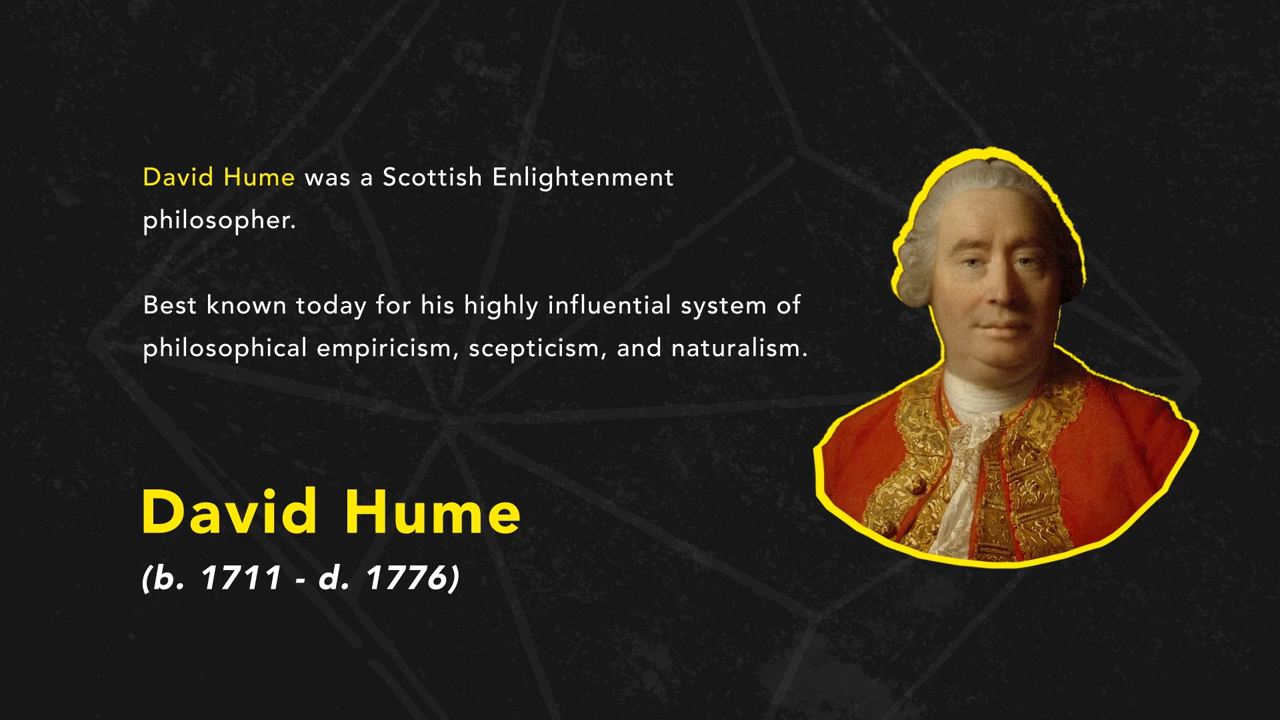 David Hume was a Scottish Enlightenment
philosopher.
Best known today for his highly influential system of
philosophical empiricism, scepticism, and naturalism.
David Hume
(b. 1711 - d. 1776)